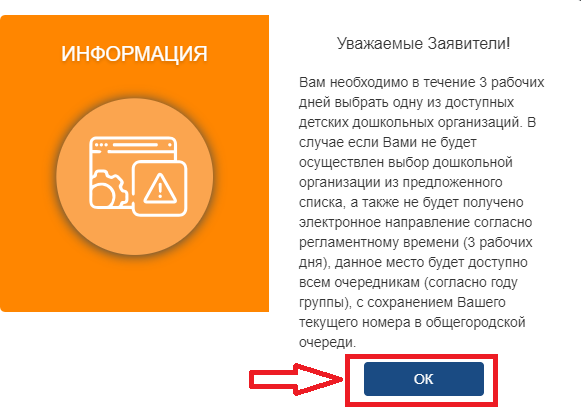 ИНФОРМАЦИЯ
Уважаемые Заявители!
Вам необходимо в течение 3 рабочих
дней выбрать одну из доступных
детских дошкольных организаций. В
случае если Вами не будет
осуществлен выбор дошкольной
организации из предложенного
списка, а также не будет получено
электронное направление согласно
регламентному времени (3 рабочих
дня), данное место будет доступно
всем очередникам (согласно году
группы), с сохранением Вашего
текущего номера в общегородской
очереди.
ОК